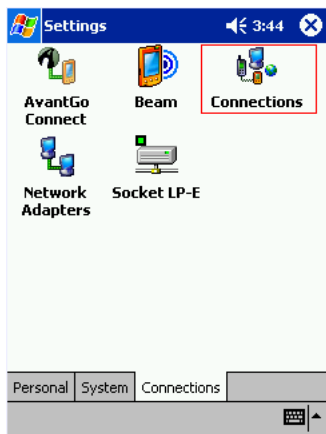 Settings 3:44
AvantGo Connect
Beam
Connections
Network Adapters
Socket LP-E
Personal System Connections